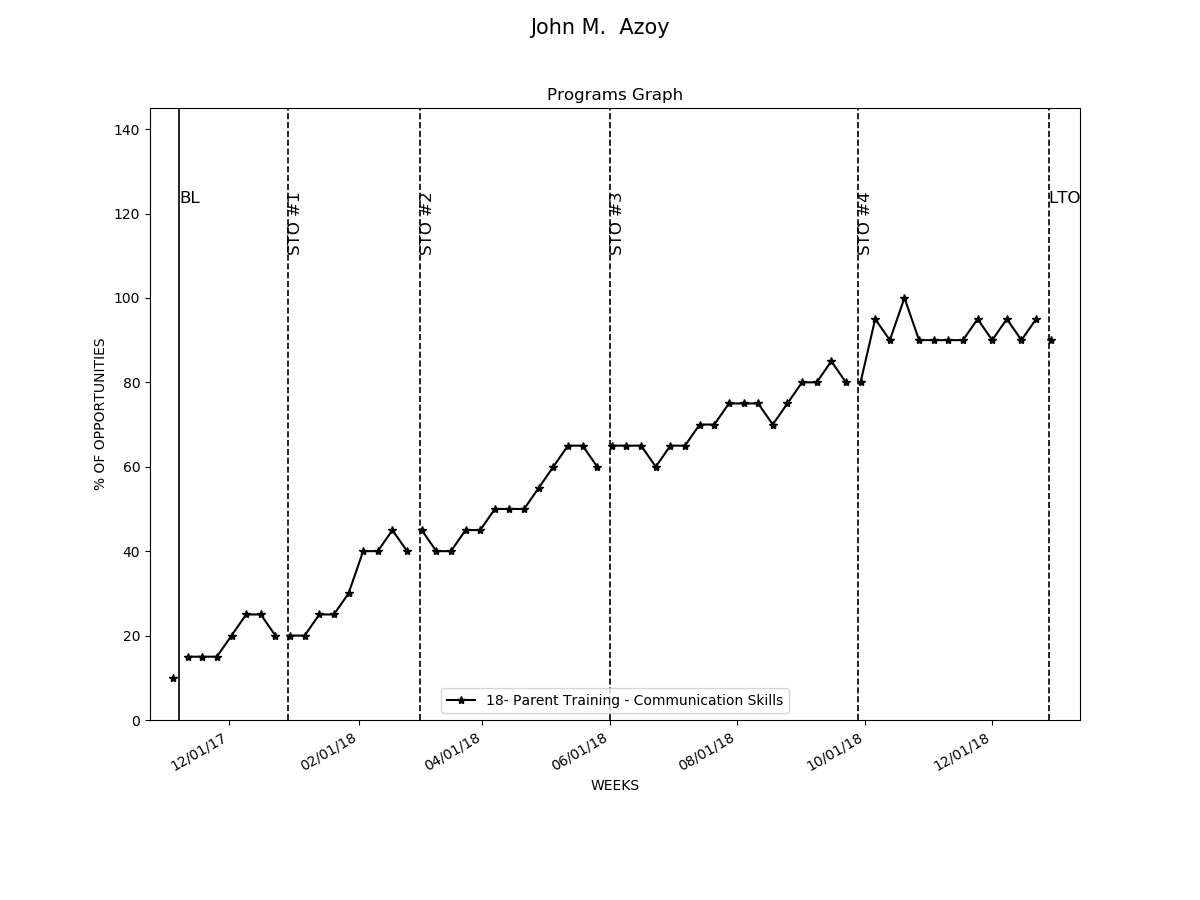 John M.  Azoy
Programs Graph
% OF OPPORTUNITIES
140
120
100
80
60
40
20
0
BL
STO #1
STO #2
STO #3
STO #4
LTO
18- Parent Training - Communication Skills
12/01/17
02/01/18
04/01/18
06/01/18
08/01/18
10/01/18
12/01/18
WEEKS